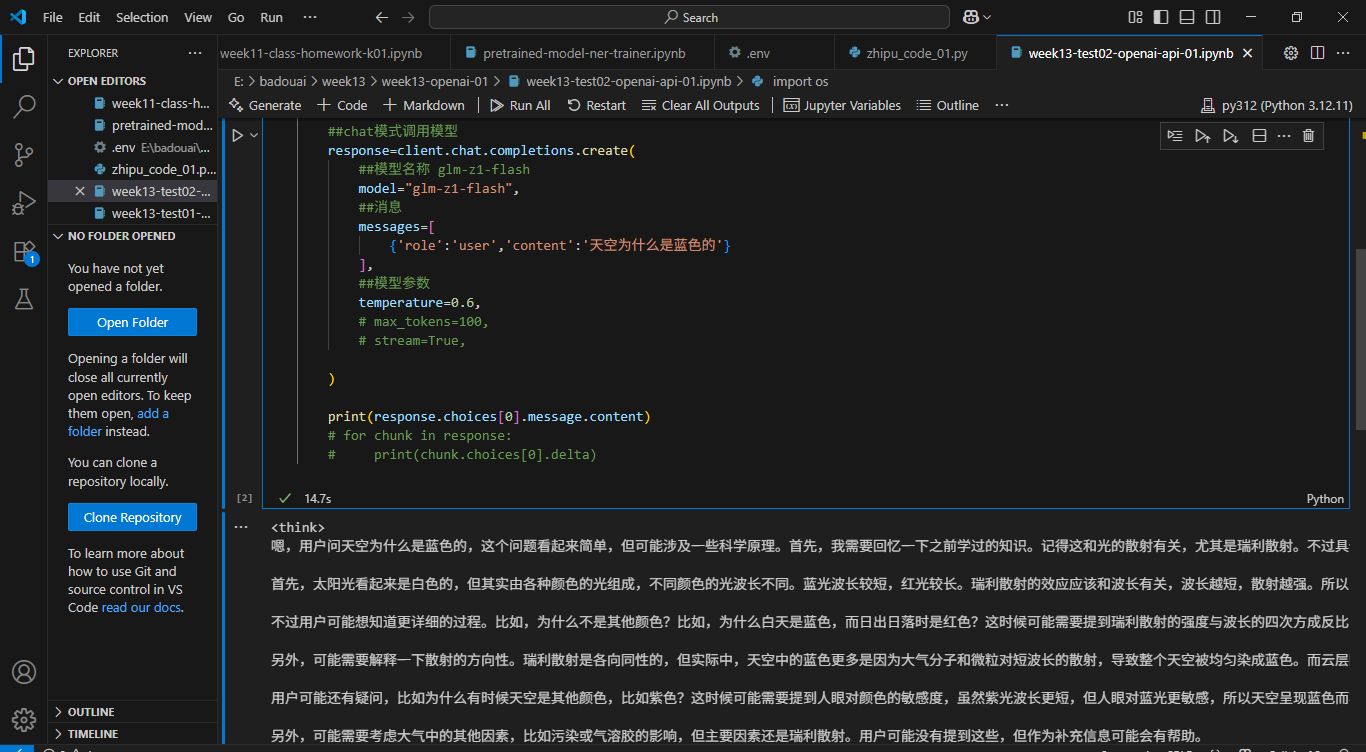 File Edit Selection View Go Run ··· Search
EXPLORER ···
week11-class-homework-k01.ipynb pretrained-model-ner-trainer.ipynb .env zhipu_code_01.py week13-test02-openai-api-01.ipynb
E: > badouai > week13 > week13-openai-01 > week13-test02-openai-api-01.ipynb > import os
Generate + Code + Markdown Run All Restart Clear All Outputs Jupyter Variables Outline ··· py312 (Python 3.12.11)
OPEN EDITORS
week11-class-h...
pretrained-mod...
.env E:\badouai\...
zhipu_code_01.p...
week13-test02-...
week13-test01-...
NO FOLDER OPENED
You have not yet
opened a folder.
Open Folder
Opening a folder will
close all currently
open editors. To keep
them open, add a
folder instead.
You can clone a
repository locally.
Clone Repository
To learn more about
how to use Git and
source control in VS
Code read our docs.
OUTLINE
TIMELINE
1
##chat模式调用模型
response=client.chat.completions.create(
##模型名称 glm-z1-flash
model="glm-z1-flash",
##消息
messages=[
{'role':'user','content':'天空为什么是蓝色的'}
],
##模型参数
temperature=0.6,
# max_tokens=100,
# stream=True,
)
print(response.choices[0].message.content)
# for chunk in response:
#     print(chunk.choices[0].delta)
[2] 14.7s Python
··· <think>
嗯，用户问天空为什么是蓝色的，这个问题看起来简单，但可能涉及一些科学原理。首先，我需要回忆一下之前学过的知识。记得这和光的散射有关，尤其是瑞利散射。不过具
首先，太阳光看起来是白色的，但其实由各种颜色的光组成，不同颜色的光波长不同。蓝光波长较短，红光较长。瑞利散射的效应应该和波长有关，波长越短，散射越强。所以
不过用户可能想知道更详细的过程。比如，为什么不是其他颜色？比如，为什么白天是蓝色，而日出日落时是红色？这时候可能需要提到瑞利散射的强度与波长的四次方成反比
另外，可能需要解释一下散射的方向性。瑞利散射是各向同性的，但实际中，天空中的蓝色更多是因为大气分子和微粒对短波长的散射，导致整个天空被均匀染成蓝色。而云层
用户可能还有疑问，比如为什么有时候天空是其他颜色，比如紫色？这时候可能需要提到人眼对颜色的敏感度，虽然紫光波长更短，但人眼对蓝光更敏感，所以天空呈现蓝色而
另外，可能需要考虑大气中的其他因素，比如污染或气溶胶的影响，但主要因素还是瑞利散射。用户可能没有提到这些，但作为补充信息可能会有帮助。